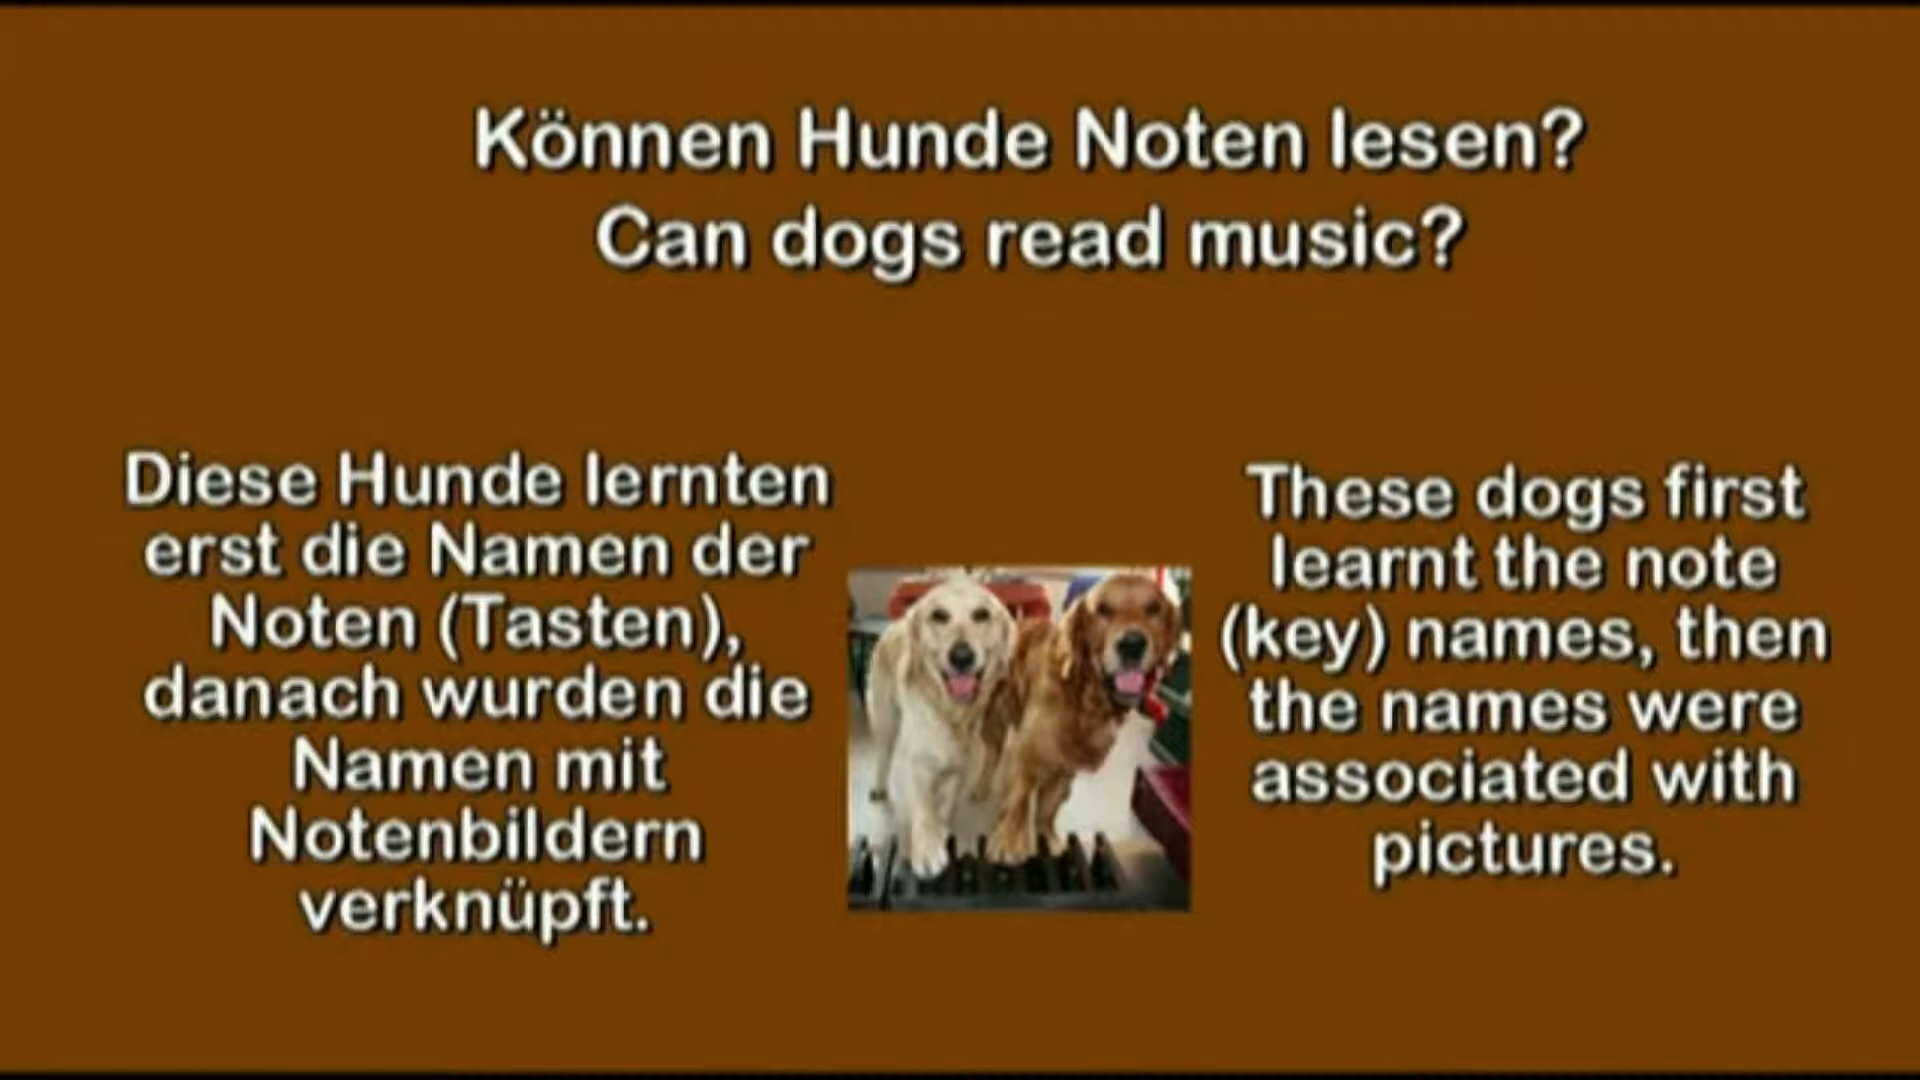 Können Hunde Noten lesen?
Can dogs read music?
Diese Hunde lernten
erst die Namen der
Noten (Tasten),
danach wurden die
Namen mit
Notenbildern
verknüpft.
These dogs first
learnt the note
(key) names, then
the names were
associated with
pictures.